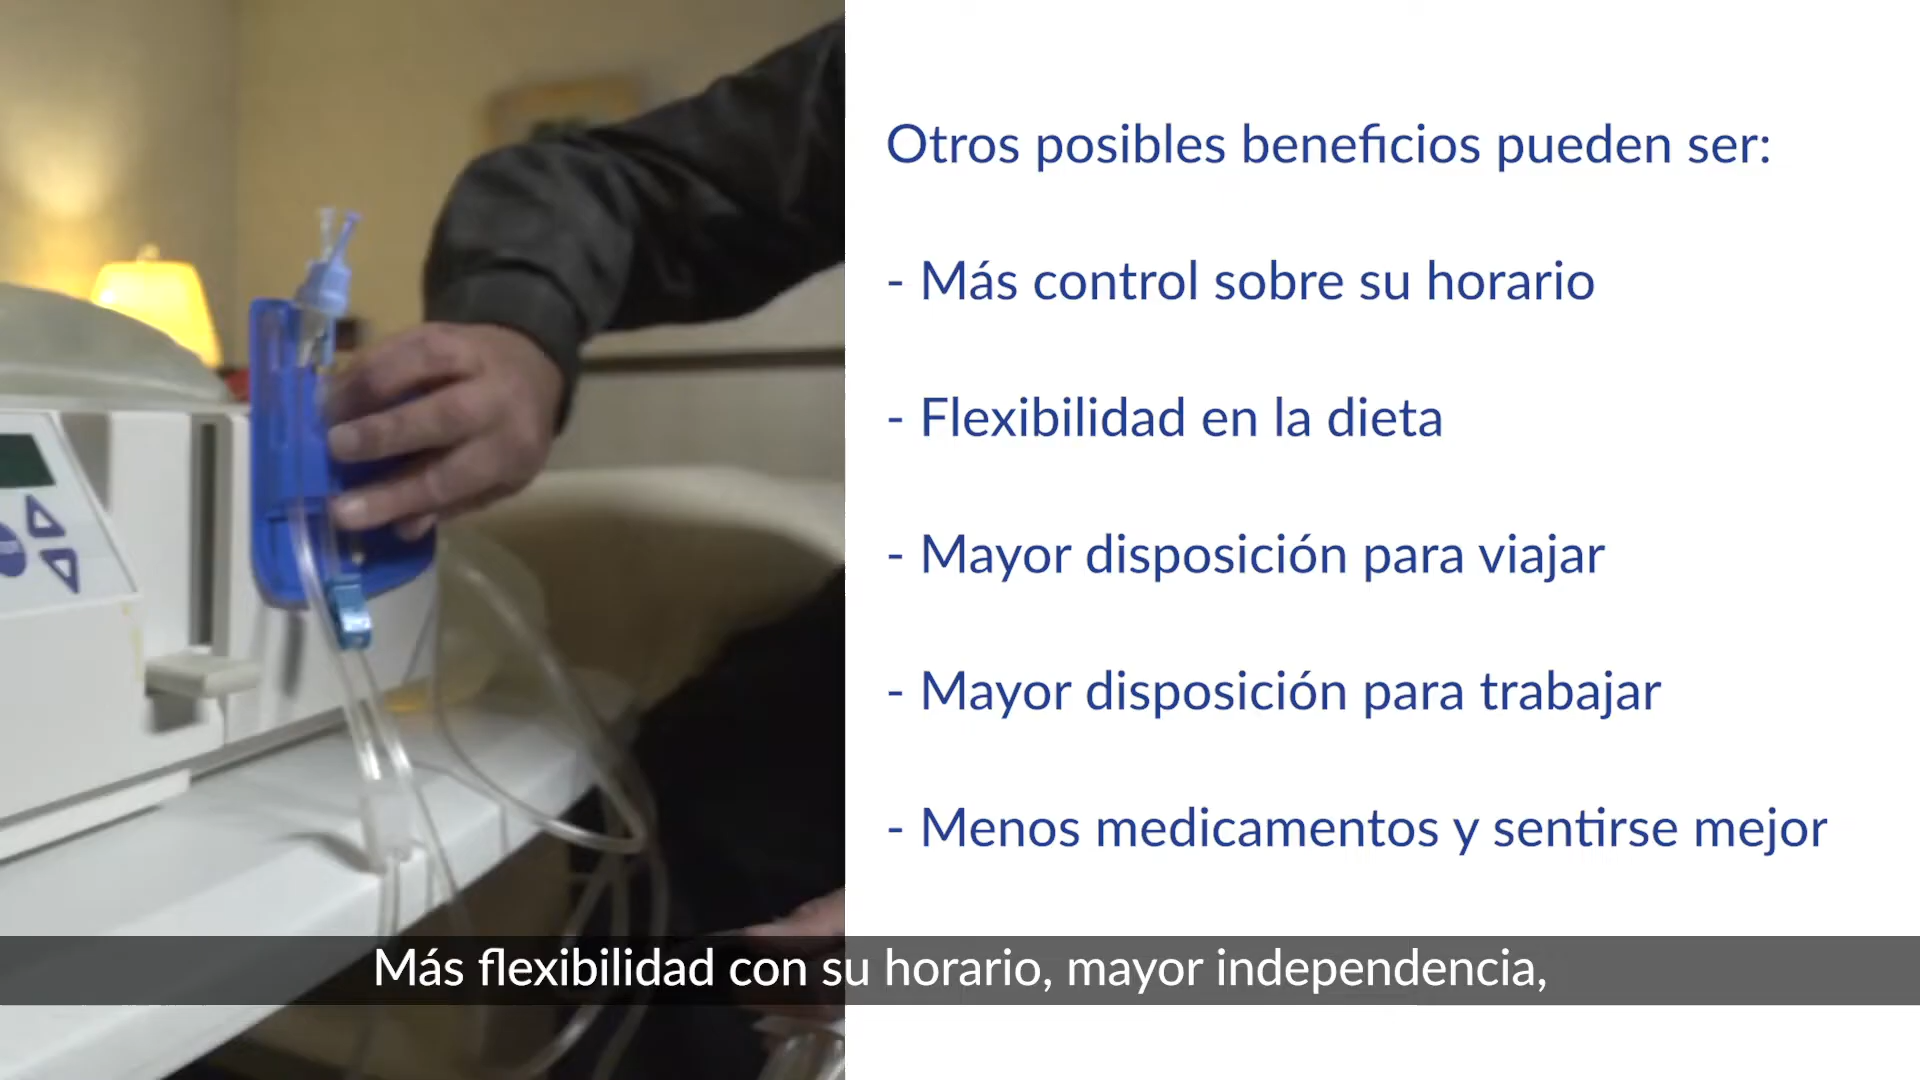 Otros posibles beneficios pueden ser:
- Más control sobre su horario
- Flexibilidad en la dieta
- Mayor disposición para viajar
- Mayor disposición para trabajar
- Menos medicamentos y sentirse mejor
Más flexibilidad con su horario, mayor independencia,